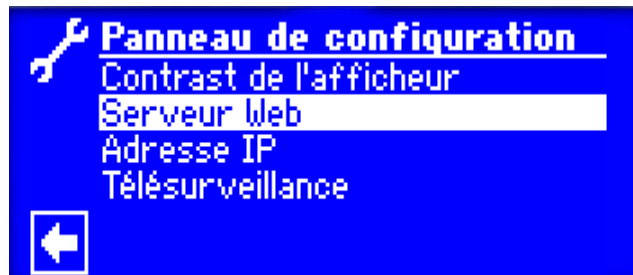 Panneau de configuration
Contrast de l'afficheur
Serveur Web
Adresse IP
Télésurveillance